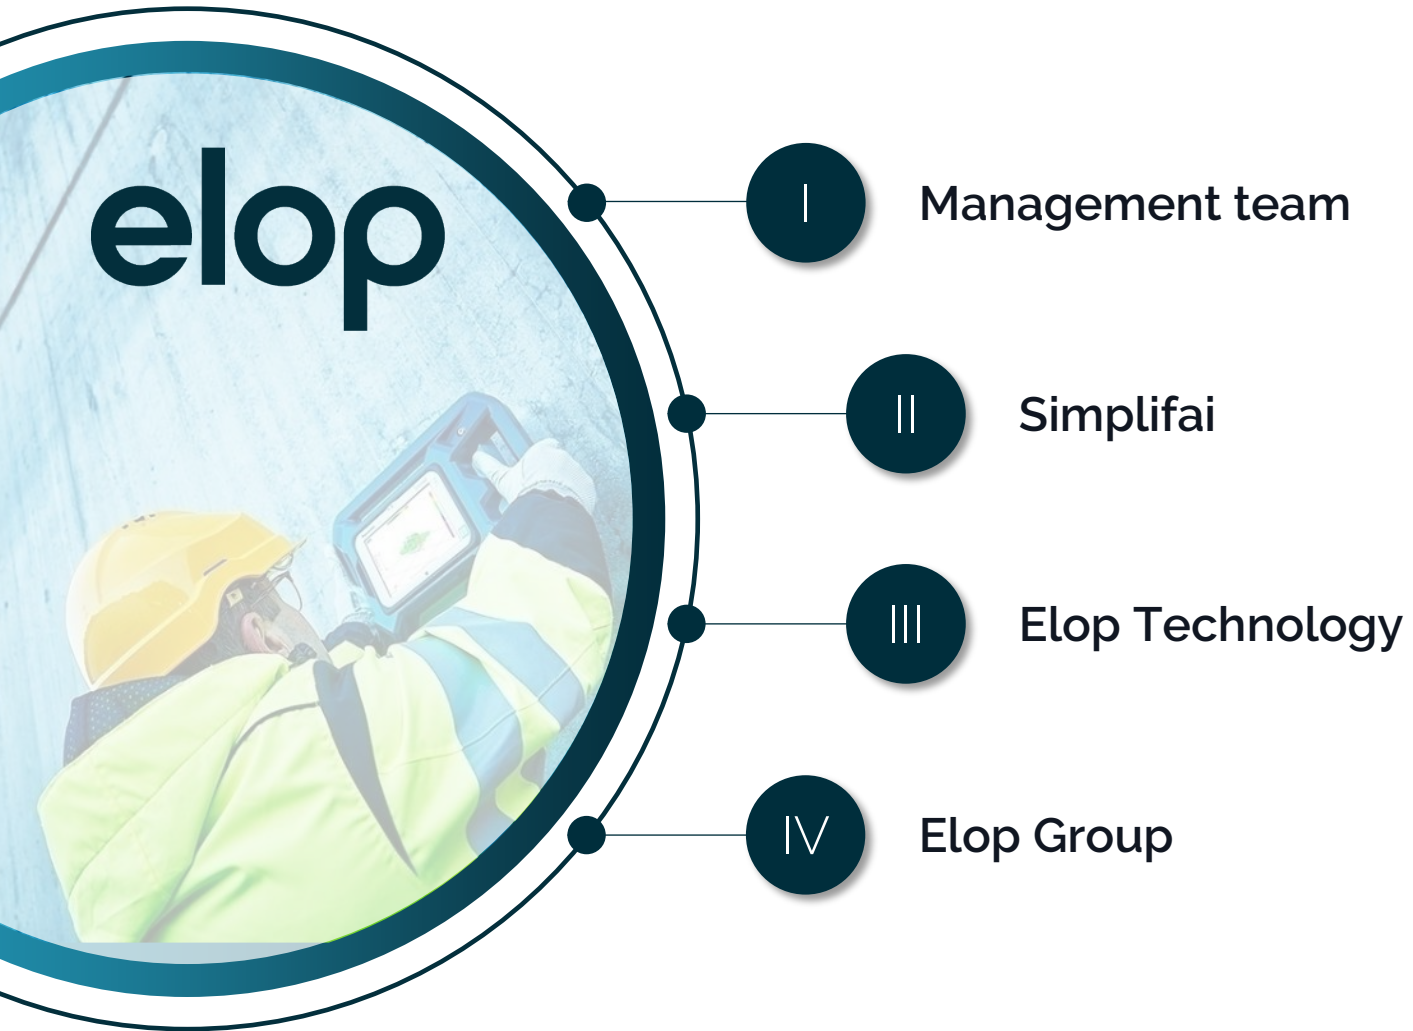 elop
I
Management team
II
Simplifai
III
Elop Technology
IV
Elop Group